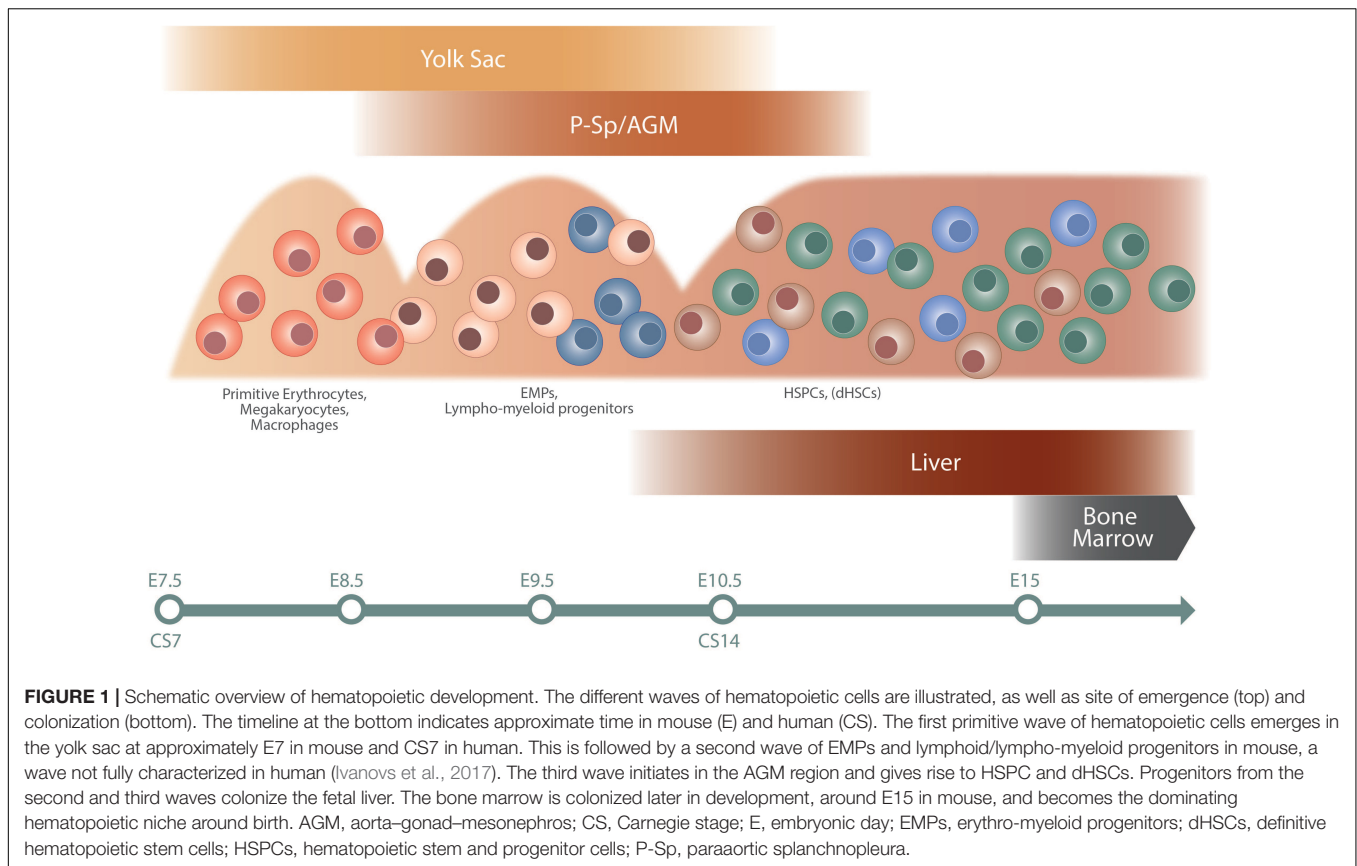 Yolk Sac
P-Sp/AGM
Primitive Erythrocytes,
Megakaryocytes,
Macrophages
EMPs,
Lympho-myeloid progenitors
HSPCs, (dHSCs)
Liver
Bone
Marrow
E7.5
E8.5
E9.5
E10.5
E15
CS7
CS14
FIGURE 1 | Schematic overview of hematopoietic development. The different waves of hematopoietic cells are illustrated, as well as site of emergence (top) and
colonization (bottom). The timeline at the bottom indicates approximate time in mouse (E) and human (CS). The first primitive wave of hematopoietic cells emerges in
the yolk sac at approximately E7 in mouse and CS7 in human. This is followed by a second wave of EMPs and lymphoid/lympho-myeloid progenitors in mouse, a
wave not fully characterized in human (Ivanovs et al., 2017). The third wave initiates in the AGM region and gives rise to HSPC and dHSCs. Progenitors from the
second and third waves colonize the fetal liver. The bone marrow is colonized later in development, around E15 in mouse, and becomes the dominating
hematopoietic niche around birth. AGM, aorta–gonad–mesonephros; CS, Carnegie stage; E, embryonic day; EMPs, erythro-myeloid progenitors; dHSCs, definitive
hematopoietic stem cells; HSPCs, hematopoietic stem and progenitor cells; P-Sp, paraaortic splanchnopleura.